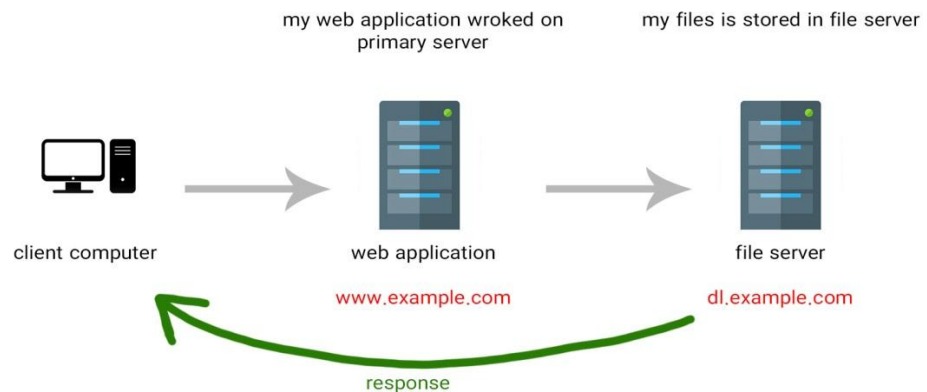 my web application wroked on
primary server
my files is stored in file server
client computer
web application
file server
www.example.com
dl.example.com
response